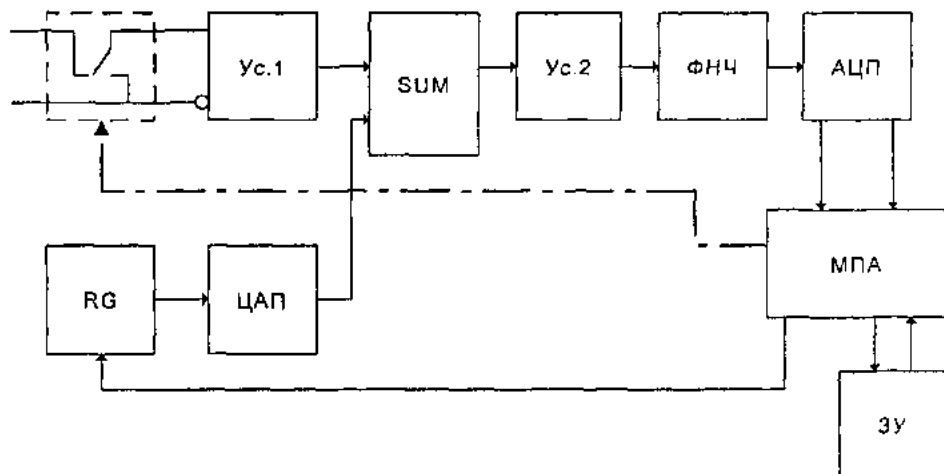 Ус.1
SUM
Ус.2
ФНЧ
АЦП
МПА
RG
ЦАП
ЗУ